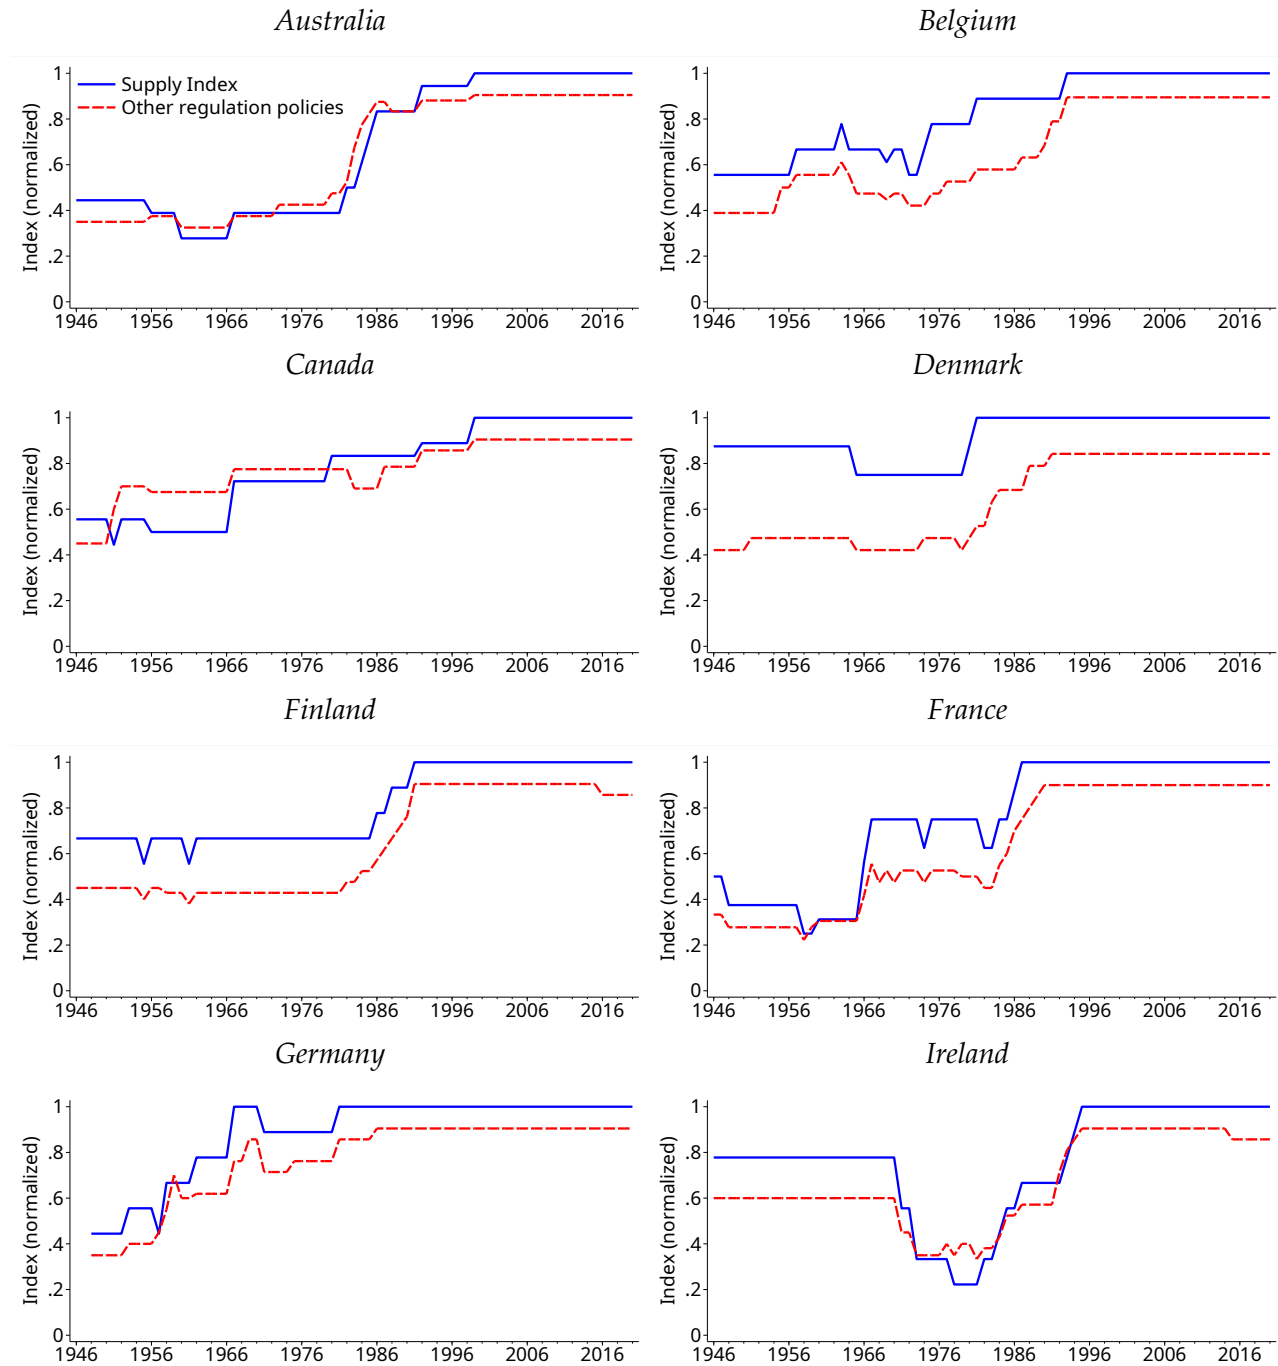 Australia
Index (normalized)
1
.8
.6
.4
.2
0
Supply Index
Other regulation policies
1946 1956 1966 1976 1986 1996 2006 2016
Belgium
Index (normalized)
1
.8
.6
.4
.2
0
1946 1956 1966 1976 1986 1996 2006 2016
Canada
Index (normalized)
1
.8
.6
.4
.2
0
1946 1956 1966 1976 1986 1996 2006 2016
Denmark
Index (normalized)
1
.8
.6
.4
.2
0
1946 1956 1966 1976 1986 1996 2006 2016
Finland
Index (normalized)
1
.8
.6
.4
.2
0
1946 1956 1966 1976 1986 1996 2006 2016
France
Index (normalized)
1
.8
.6
.4
.2
0
1946 1956 1966 1976 1986 1996 2006 2016
Germany
Index (normalized)
1
.8
.6
.4
.2
0
1946 1956 1966 1976 1986 1996 2006 2016
Ireland
Index (normalized)
1
.8
.6
.4
.2
0
1946 1956 1966 1976 1986 1996 2006 2016